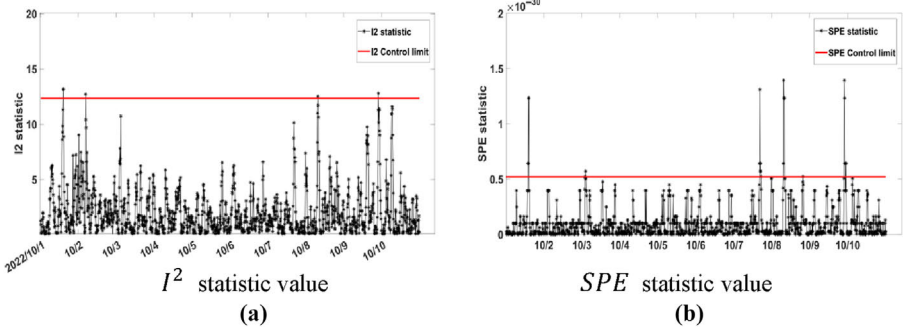 20
15
10
5
I2 statistic
I2 statistic
I2 Control limit
2022/10/1
10/2
10/3
10/4
10/5
10/6
10/7
10/8
10/9
10/10
I² statistic value
(a)
2 ×10⁻³⁰
1.5
1
0.5
0
SPE statistic
SPE statistic
SPE Control limit
10/2
10/3
10/4
10/5
10/6
10/7
10/8
10/9
10/10
SPE statistic value
(b)